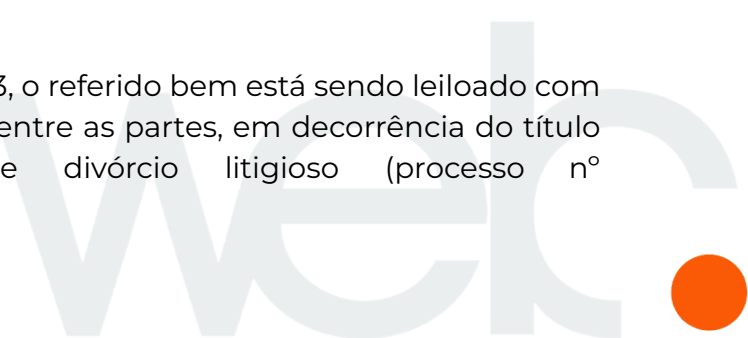 3, o referido bem está sendo leiloado com
entre as partes, em decorrência do título
e divórcio litigioso (processo nº
web.